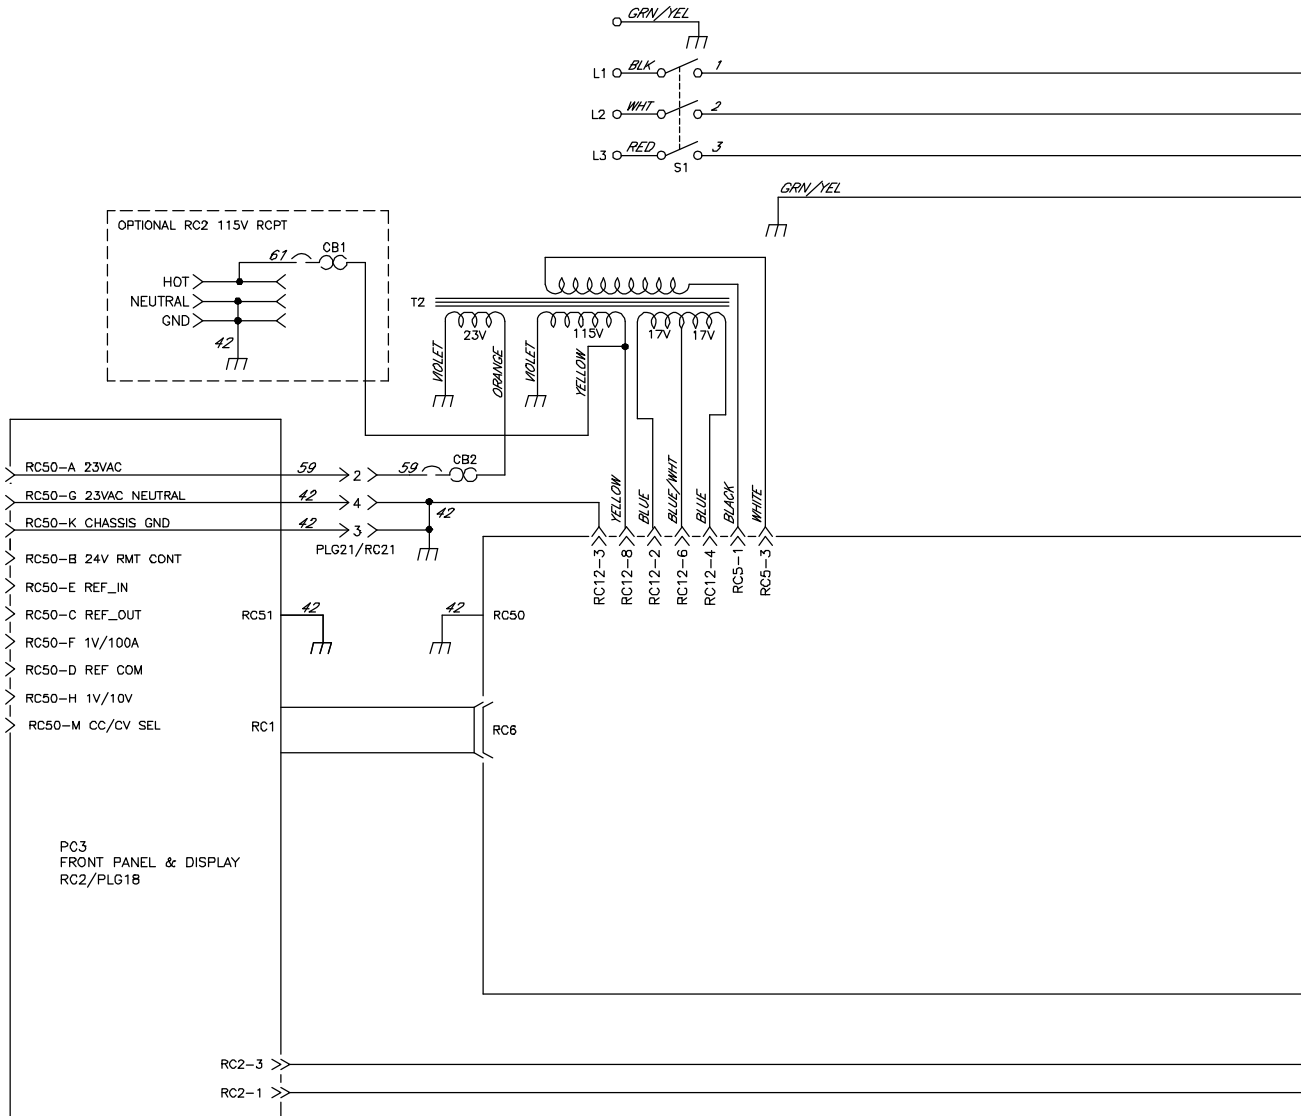 GRN/YEL
L1 BLK 1
L2 WHT 2
L3 RED 3
S1
GRN/YEL
OPTIONAL RC2 115V RCPT
61 CB1
HOT
NEUTRAL
GND
42
T2
23V 115V 17V 17V
VIOLET
ORANGE
VIOLET
YELLOW
RC50-A 23VAC 59 2 59 CB2
RC50-G 23VAC NEUTRAL 42 4
42
RC50-K CHASSIS GND 42 3
PLG21/RC21
YELLOW
BLUE
BLUE/WHT
BLUE
BLACK
WHITE
RC12-3
RC12-8
RC12-2
RC12-6
RC12-4
RC5-1
RC5-3
RC50-B 24V RMT CONT
RC50-E REF_IN
RC50-C REF_OUT
RC51 42
42 RC50
RC50-F 1V/100A
RC50-D REF COM
RC50-H 1V/10V
RC50-M CC/CV SEL
RC1
RC6
PC3
FRONT PANEL & DISPLAY
RC2/PLG18
RC2-3
RC2-1